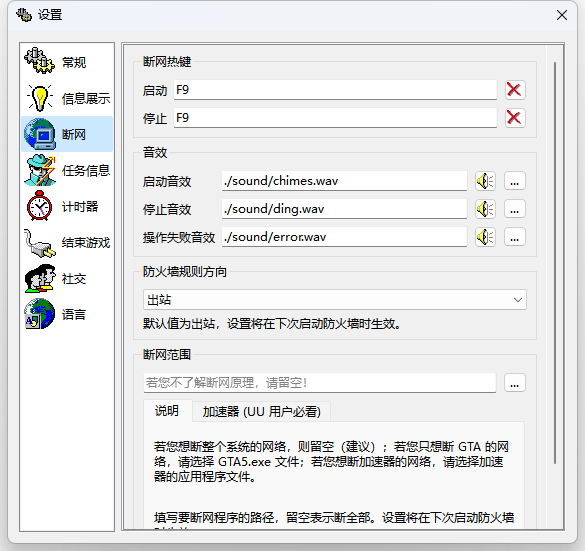 设置
常规
信息展示
断网
任务信息
计时器
结束游戏
社交
语言
断网热键
启动 F9
停止 F9
音效
启动音效 ./sound/chimes.wav ...
停止音效 ./sound/ding.wav ...
操作失败音效 ./sound/error.wav ...
防火墙规则方向
出站
默认值为出站，设置将在下次启动防火墙时生效。
断网范围
若您不了解断网原理，请留空！ ...
说明 加速器 (UU 用户必看)
若您想断整个系统的网络，则留空（建议）；若您只想断 GTA 的网
络，请选择 GTA5.exe 文件；若您想断加速器的网络，请选择加速
器的应用程序文件。
填写要断网程序的路径，留空表示断全部。设置将在下次启动防火墙